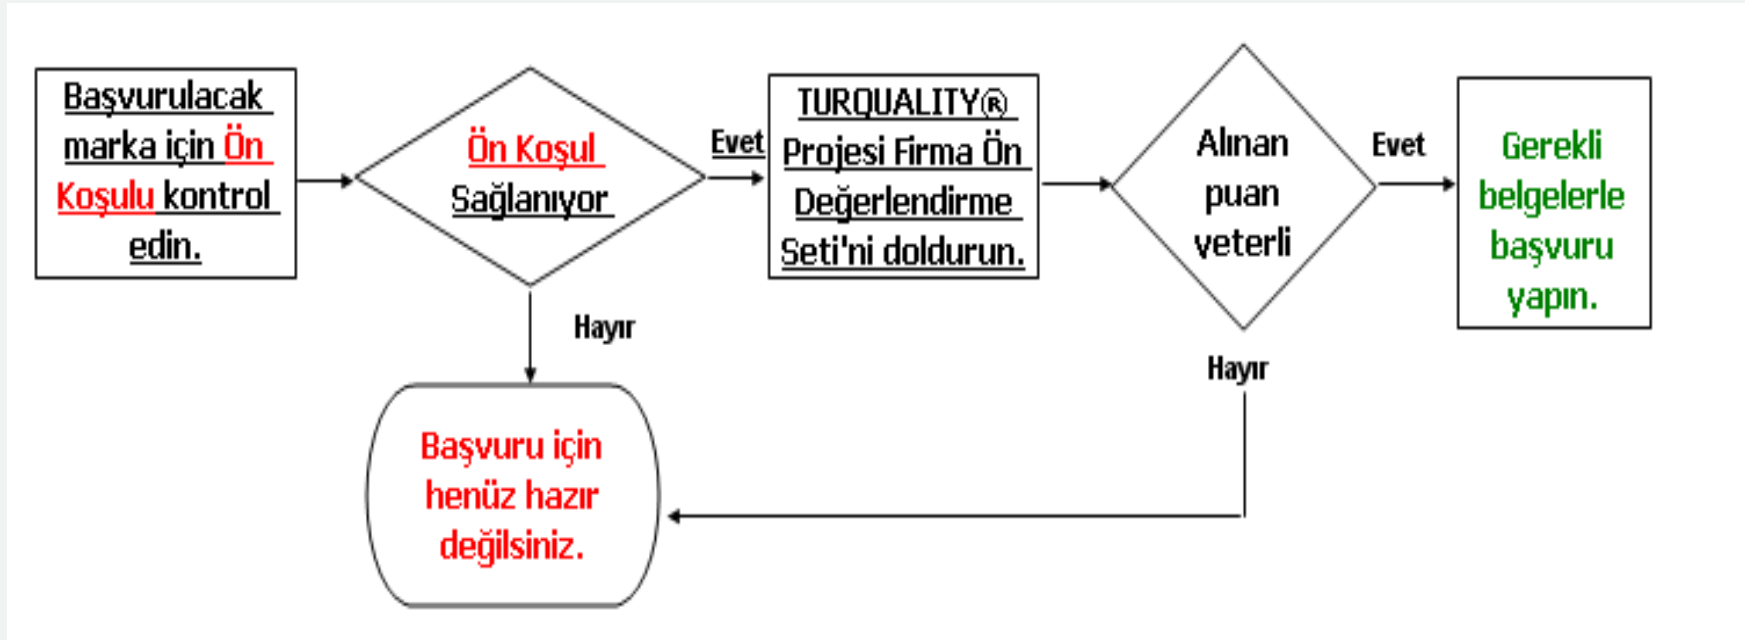 Başvurulacak
marka için Ön
Koşulu kontrol
edin.
Ön Koşul
Sağlanıyor
Evet
Hayır
TURQUALITY®
Projesi Firma Ön
Değerlendirme
Seti'ni doldurun.
Alınan
puan
yeterli
Evet
Hayır
Gerekli
belgelerle
başvuru
yapın.
Başvuru için
henüz hazır
değilsiniz.